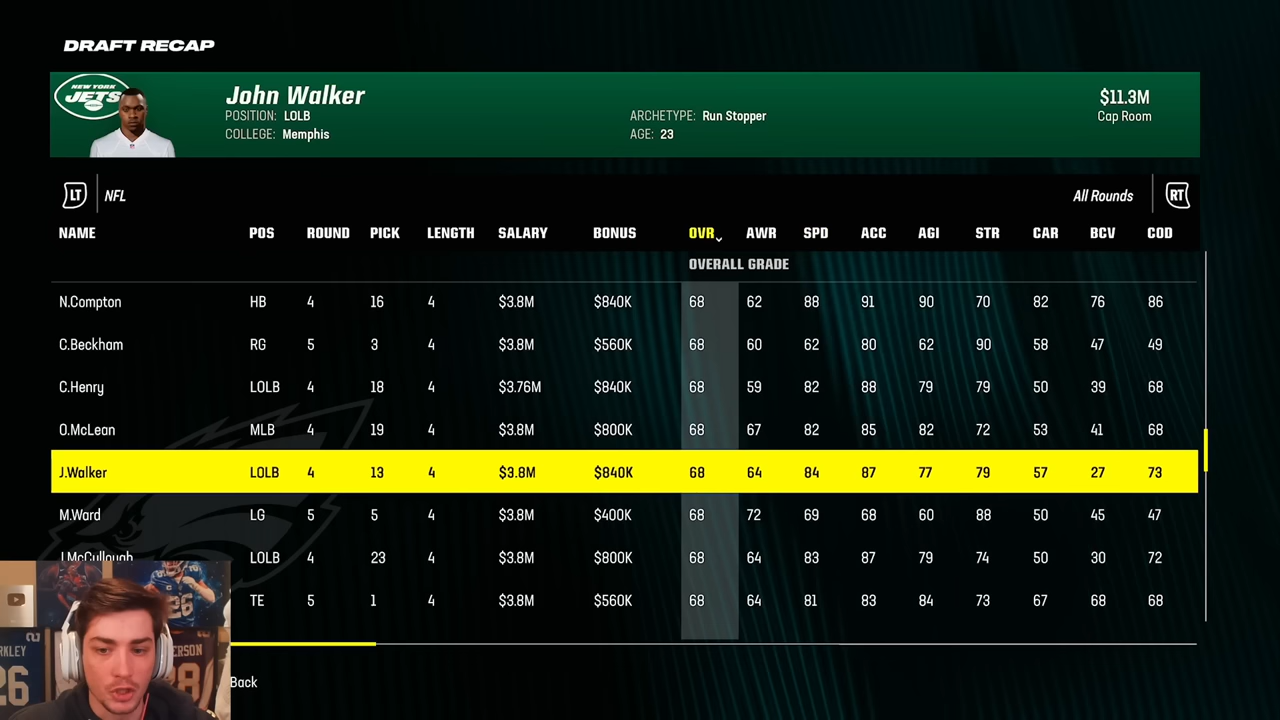 DRAFT RECAP
NEW YORK
JETS
John Walker
POSITION: LOLB
COLLEGE: Memphis
ARCHETYPE: Run Stopper
AGE: 23
$11.3M
Cap Room
LT NFL
All Rounds RT
NAME POS ROUND PICK LENGTH SALARY BONUS OVR AWR SPD ACC AGI STR CAR BCV COD
OVERALL GRADE
N.Compton HB 4 16 4 $3.8M $840K 68 62 88 91 90 70 82 76 86
C.Beckham RG 5 3 4 $3.8M $560K 68 60 62 80 62 90 58 47 49
C.Henry LOLB 4 18 4 $3.76M $840K 68 59 82 88 79 79 50 39 68
O.McLean MLB 4 19 4 $3.8M $800K 68 67 82 85 82 72 53 41 68
J.Walker LOLB 4 13 4 $3.8M $840K 68 64 84 87 77 79 57 27 73
M.Ward LG 5 5 4 $3.8M $400K 68 72 69 68 60 88 50 45 47
J.McCullough LOLB 4 23 4 $3.8M $800K 68 64 83 87 79 74 50 30 72
TE 5 1 4 $3.8M $560K 68 64 81 83 84 73 67 68 68
Back
26
RKLEY
26
ERSON